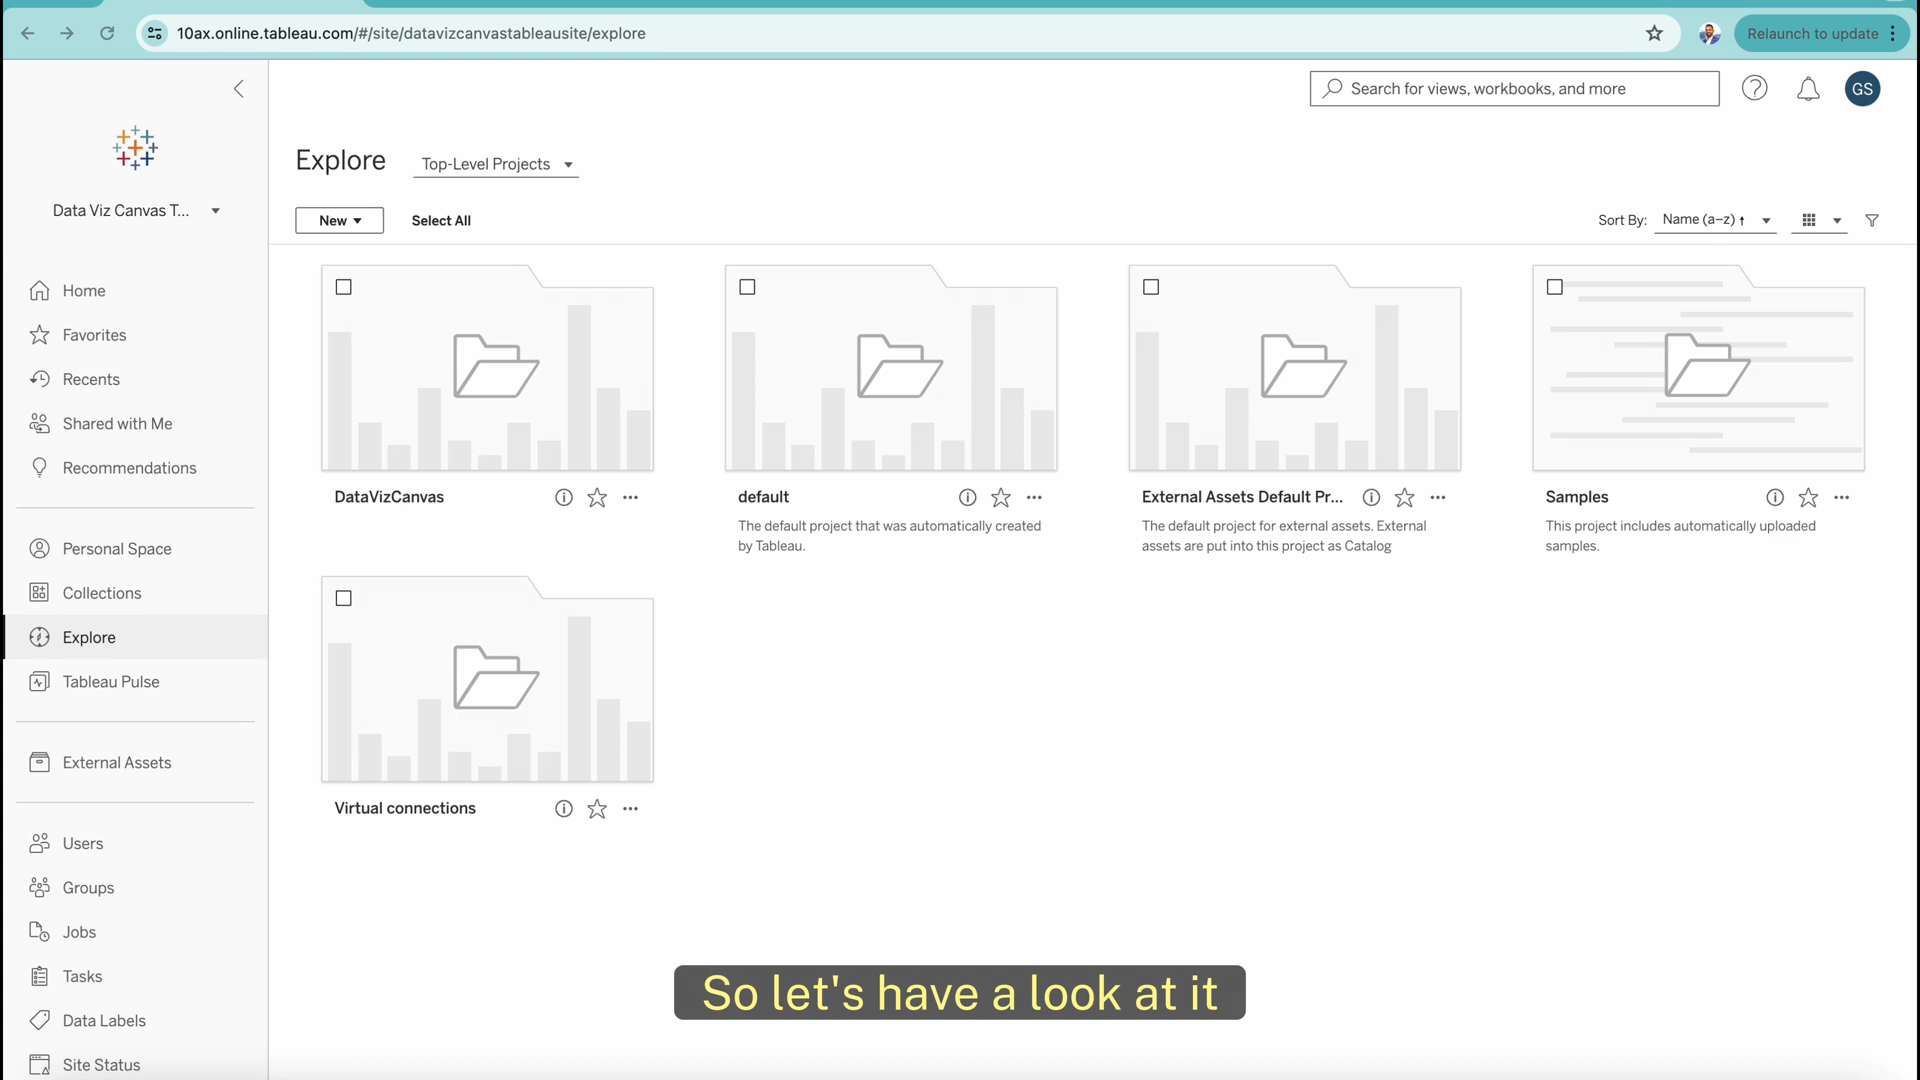 10ax.online.tableau.com/#/site/datavizcanvastableausite/explore
Relaunch to update
Search for views, workbooks, and more
GS
Data Viz Canvas T...
Explore
Top-Level Projects
New
Select All
Sort By:
Name (a–z) ↑
Home
Favorites
Recents
Shared with Me
Recommendations
Personal Space
Collections
Explore
Tableau Pulse
External Assets
Users
Groups
Jobs
Tasks
Data Labels
Site Status
DataVizCanvas
default
The default project that was automatically created
by Tableau.
External Assets Default Pr...
The default project for external assets. External
assets are put into this project as Catalog
Samples
This project includes automatically uploaded
samples.
Virtual connections
So let's have a look at it